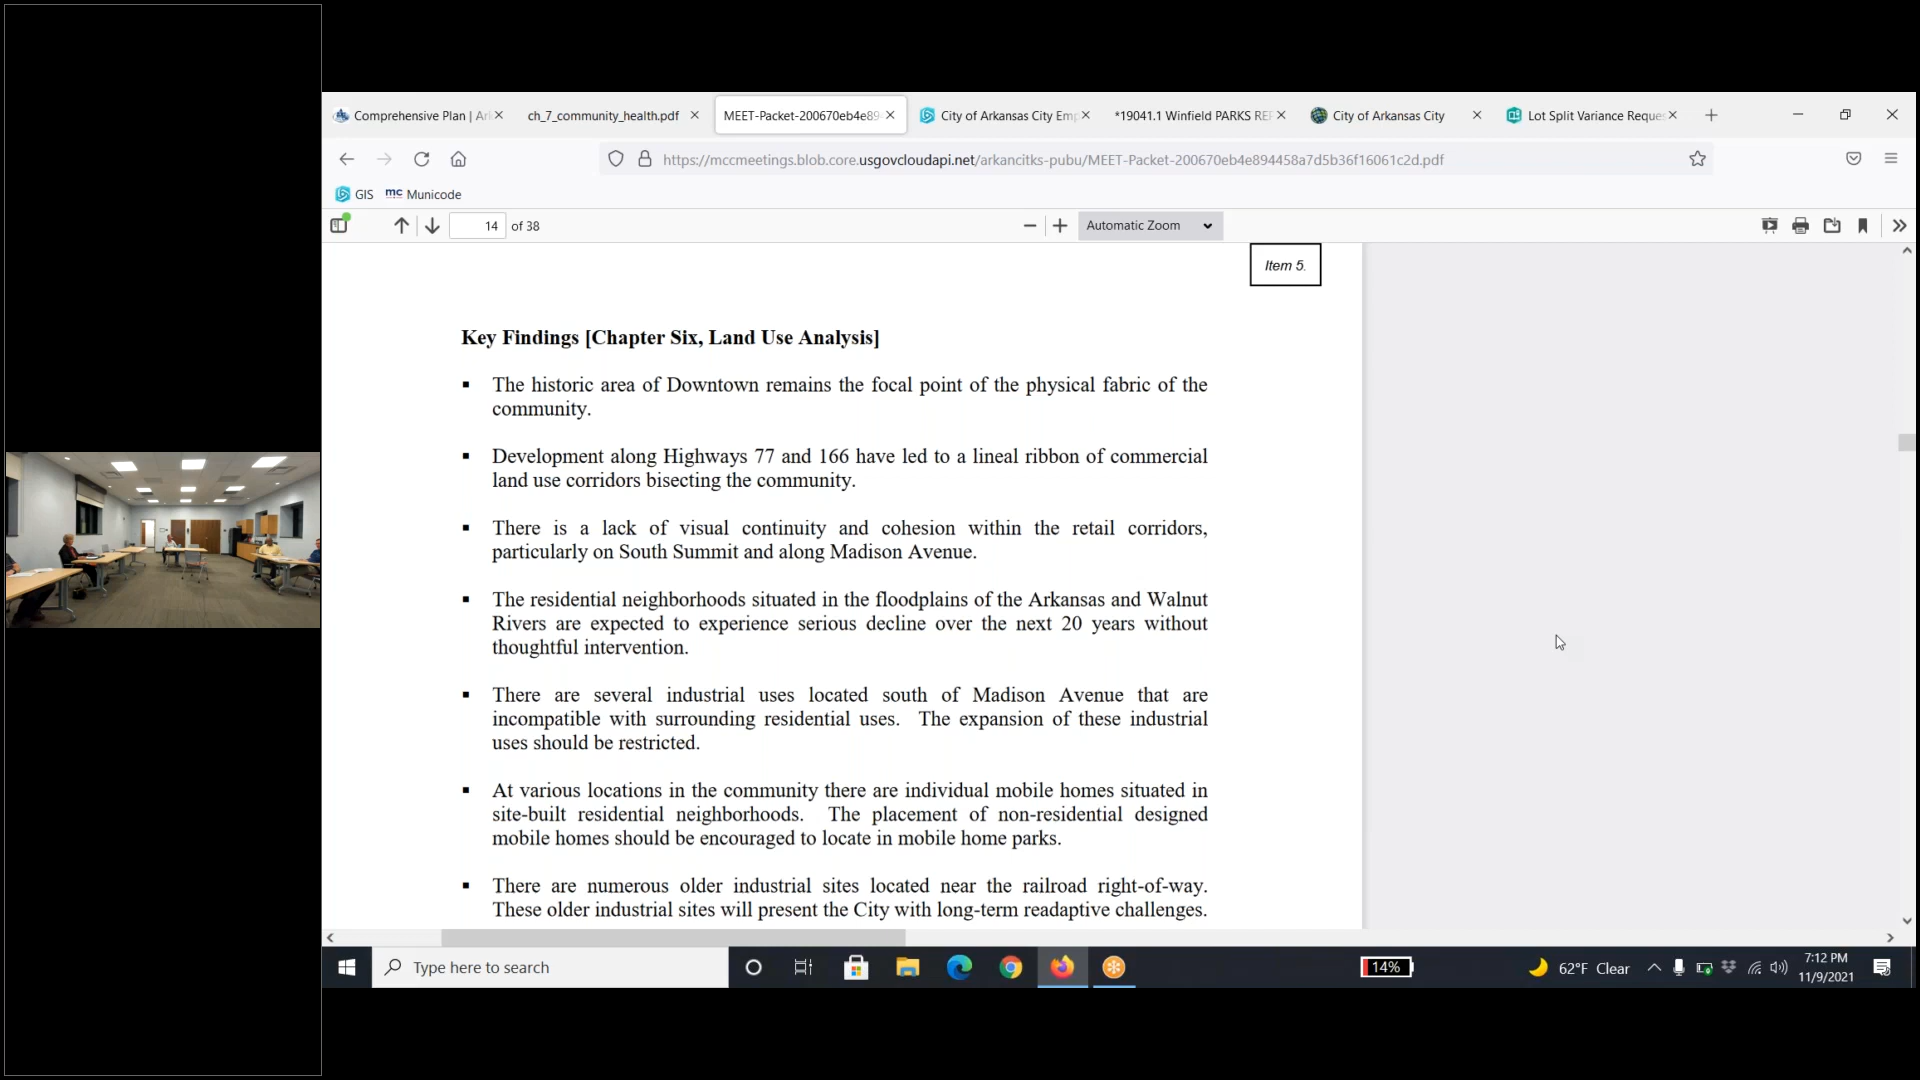 Comprehensive Plan | Ar
ch_7_community_health.pdf
MEET-Packet-200670eb4e89
City of Arkansas City Emp
*19041.1 Winfield PARKS REP
City of Arkansas City
Lot Split Variance Reques
https://mccmeetings.blob.core.usgovcloudapi.net/arkancitks-pubu/MEET-Packet-200670eb4e894458a7d5b36f16061c2d.pdf
GIS
mc Municode
14 of 38
Automatic Zoom
Item 5.
Key Findings [Chapter Six, Land Use Analysis]
▪ The historic area of Downtown remains the focal point of the physical fabric of the
community.
▪ Development along Highways 77 and 166 have led to a lineal ribbon of commercial
land use corridors bisecting the community.
▪ There is a lack of visual continuity and cohesion within the retail corridors,
particularly on South Summit and along Madison Avenue.
▪ The residential neighborhoods situated in the floodplains of the Arkansas and Walnut
Rivers are expected to experience serious decline over the next 20 years without
thoughtful intervention.
▪ There are several industrial uses located south of Madison Avenue that are
incompatible with surrounding residential uses. The expansion of these industrial
uses should be restricted.
▪ At various locations in the community there are individual mobile homes situated in
site-built residential neighborhoods. The placement of non-residential designed
mobile homes should be encouraged to locate in mobile home parks.
▪ There are numerous older industrial sites located near the railroad right-of-way.
These older industrial sites will present the City with long-term readaptive challenges.
Type here to search
14%
62°F Clear
7:12 PM
11/9/2021